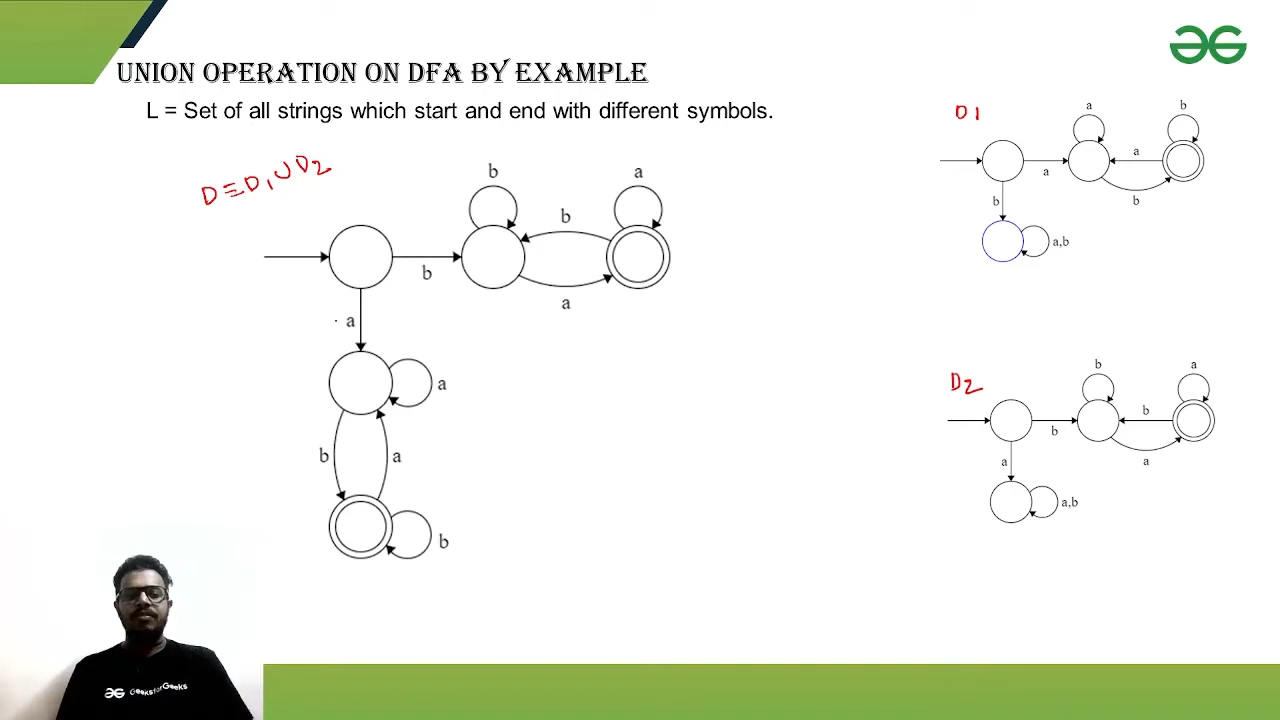 UNION OPERATION ON DFA BY EXAMPLE
L = Set of all strings which start and end with different symbols.
D≡D1∪D2
b
a
b
b
a
a
a
b
a
b
D1
a
b
a
a
b
b
a,b
D2
b
a
b
b
a
a
a,b
GeeksforGeeks